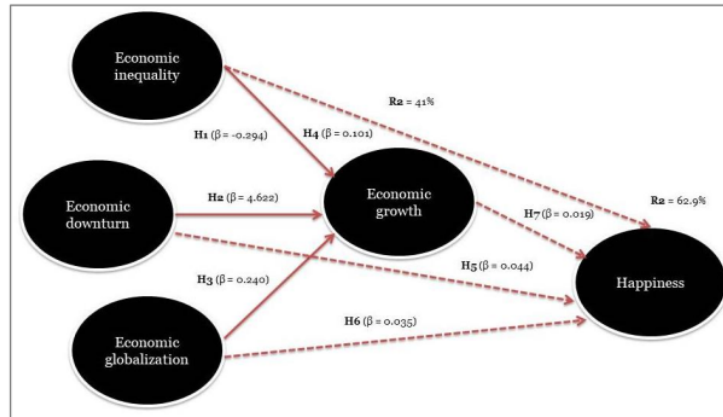 Economic
inequality
R2 = 41%
H1 (β = -0.294)
H4 (β = 0.101)
Economic
downturn
H2 (β = 4.622)
Economic
growth
H7 (β = 0.019)
R2 = 62.9%
H3 (β = 0.240)
H5 (β = 0.044)
Happiness
Economic
globalization
H6 (β = 0.035)